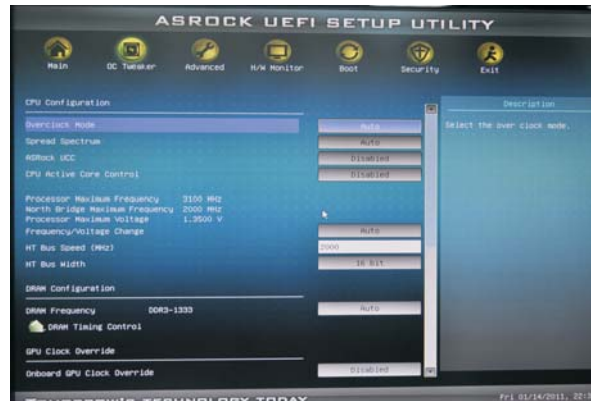 ASROCK UEFI SETUP UTILITY
Main OC Tweaker Advanced H/W Monitor Boot Security Exit
CPU Configuration
Description
Overclock Mode Auto
Select the over clock mode.
Spread Spectrum Auto
ASRock UCC Disabled
CPU Active Core Control Disabled
Processor Maximum Frequency 3100 MHz
North Bridge Maximum Frequency 2000 MHz
Processor Maximum Voltage 1.3500 V
Frequency/Voltage Change Auto
HT Bus Speed (MHz) 2000
HT Bus Width 16 bit
DRAM Configuration
DRAM Frequency DDR3-1333 Auto
DRAM Timing Control
GPU Clock Override
Onboard GPU Clock Override Disabled
TECHNOLOGY TODAY
Fri 01/14/2011, 22:3